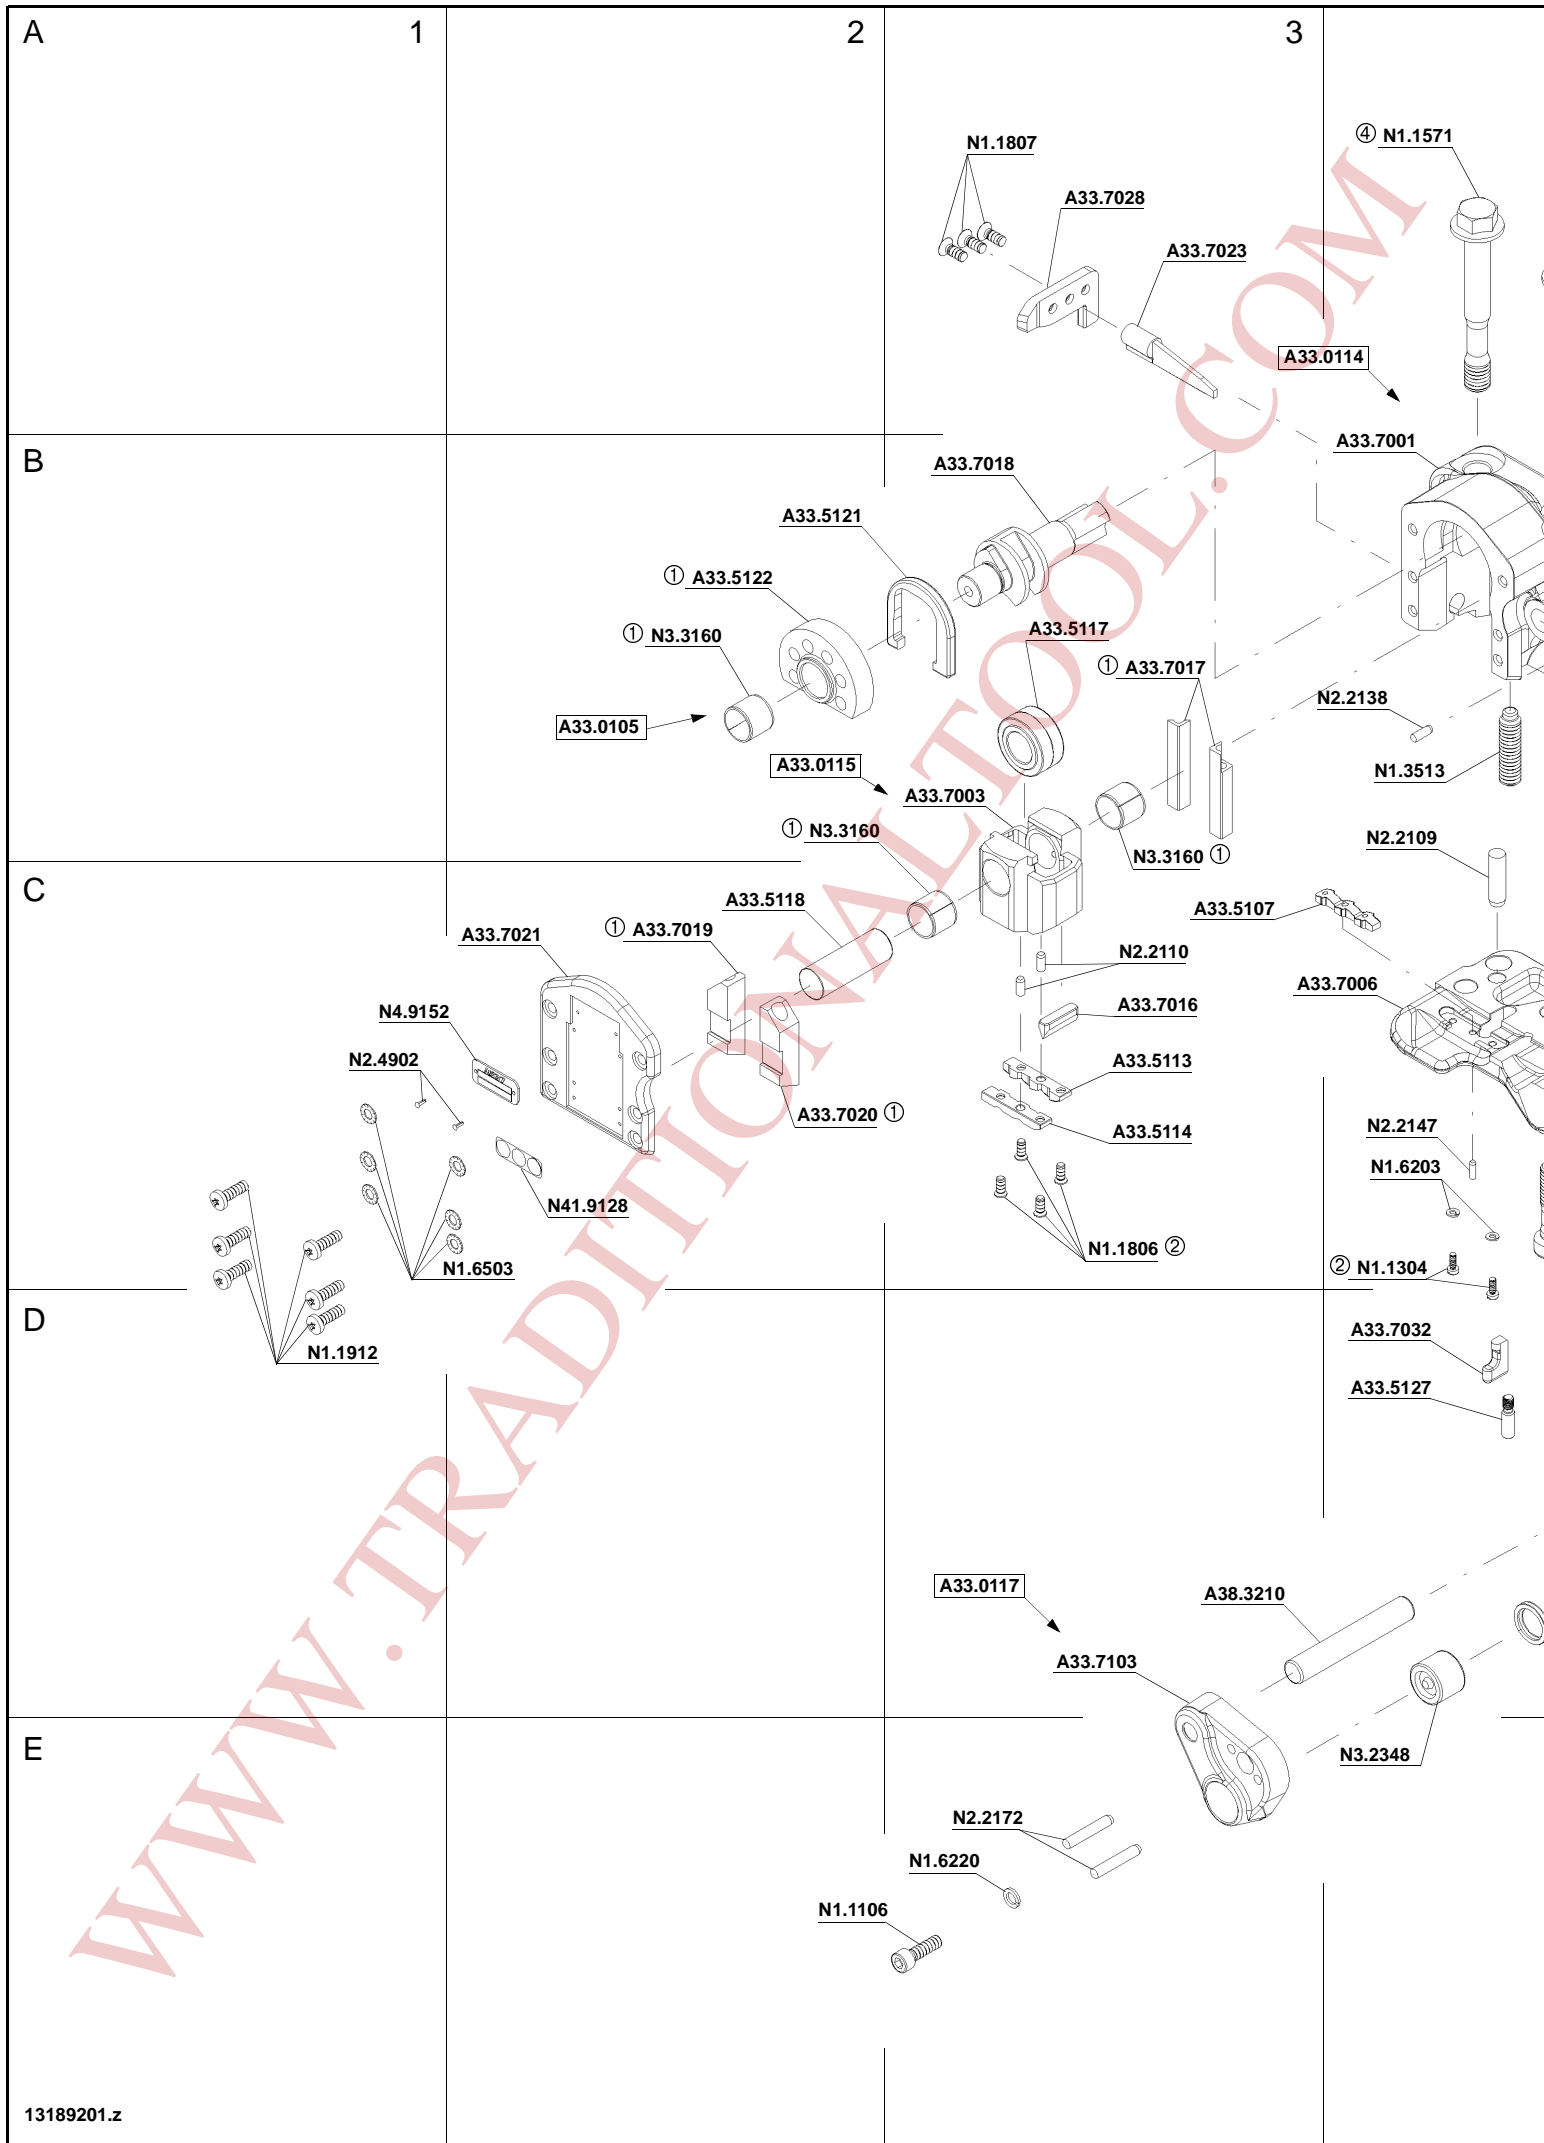 A 1 2 3
N1.1807
④ N1.1571
A33.7028
A33.7023
A33.0114
B
A33.7001
A33.7018
A33.5121
① A33.5122
① N3.3160
A33.5117
① A33.7017
N2.2138
A33.0105
A33.0115
N1.3513
A33.7003
① N3.3160
N3.3160 ①
N2.2109
C
A33.5118
A33.5107
A33.7021
① A33.7019
N2.2110
A33.7006
N4.9152
A33.7016
N2.4902
A33.5113
A33.7020 ①
A33.5114
N2.2147
N1.6203
N41.9128
N1.1806 ②
N1.6503
② N1.1304
D
A33.7032
N1.1912
A33.5127
A33.0117
A38.3210
A33.7103
E
N3.2348
N2.2172
N1.6220
N1.1106
13189201.z
WWW.TRADITIONALTOOL.COM